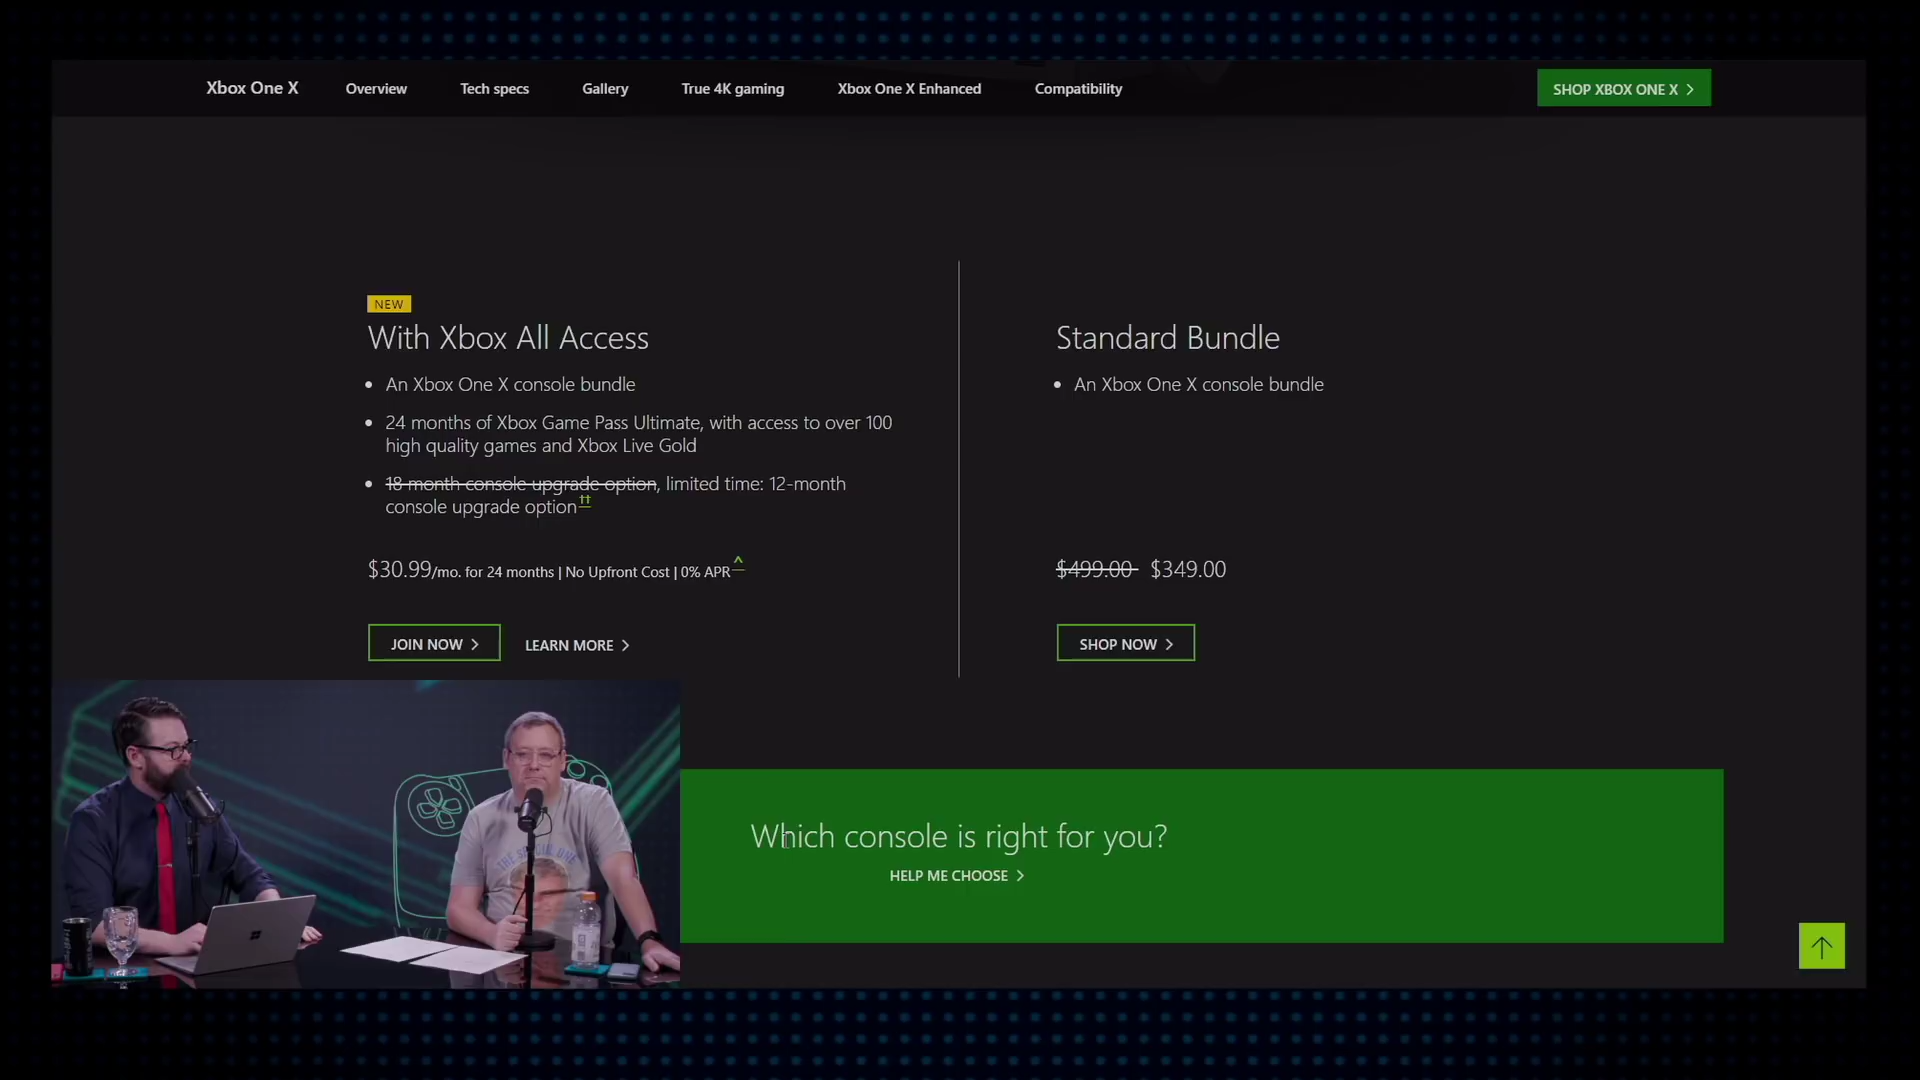 Xbox One X Overview Tech specs Gallery True 4K gaming Xbox One X Enhanced Compatibility SHOP XBOX ONE X
NEW
With Xbox All Access
An Xbox One X console bundle
24 months of Xbox Game Pass Ultimate, with access to over 100
high quality games and Xbox Live Gold
18 month console upgrade option, limited time: 12-month
console upgrade option††
$30.99/mo. for 24 months | No Upfront Cost | 0% APR^
JOIN NOW LEARN MORE
Standard Bundle
An Xbox One X console bundle
$499.00 $349.00
SHOP NOW
THE SPECIAL ONE
Which console is right for you?
HELP ME CHOOSE